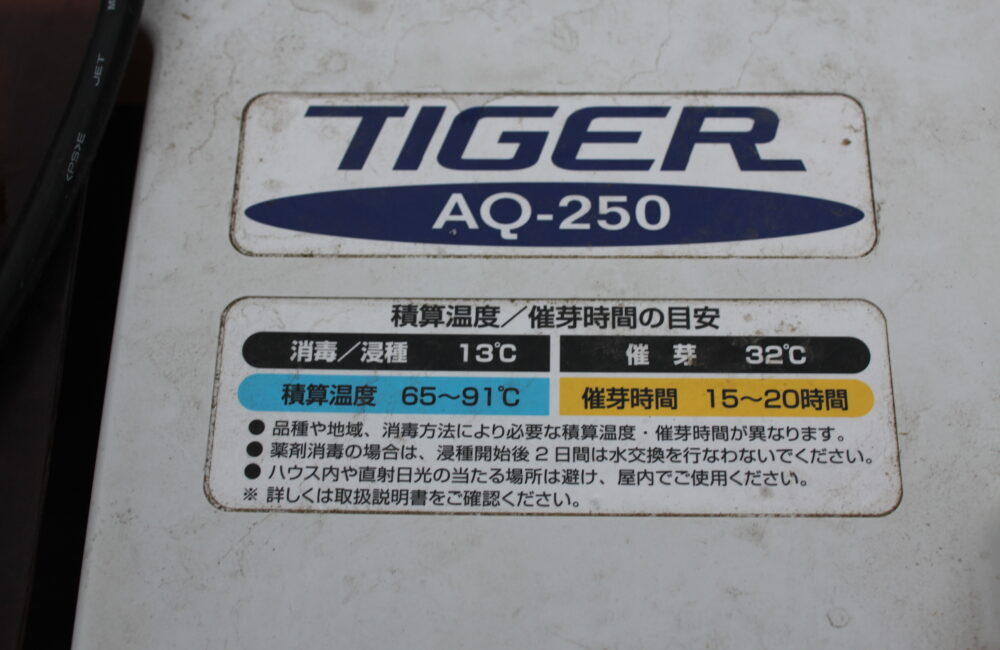 TIGER
AQ-250
積算温度／催芽時間の目安
消毒／浸種 13℃ 催 芽 32℃
積算温度 65〜91℃ 催芽時間 15〜20時間
● 品種や地域、消毒方法により必要な積算温度・催芽時間が異なります。
● 薬剤消毒の場合は、浸種開始後２日間は水交換を行なわないでください。
● ハウス内や直射日光の当たる場所は避け、屋内でご使用ください。
※ 詳しくは取扱説明書をご確認ください。
JET
<PS>E